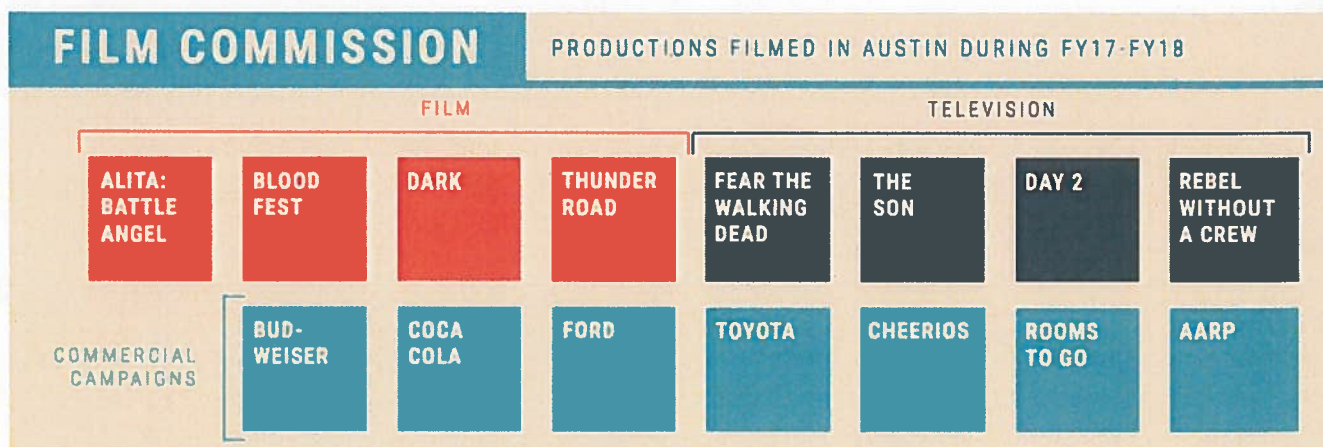 FILM COMMISSION
PRODUCTIONS FILMED IN AUSTIN DURING FY17-FY18
FILM
TELEVISION
ALITA:
BATTLE
ANGEL
BLOOD
FEST
DARK
THUNDER
ROAD
FEAR THE
WALKING
DEAD
THE
SON
DAY 2
REBEL
WITHOUT
A CREW
COMMERCIAL
CAMPAIGNS
BUD-
WEISER
COCA
COLA
FORD
TOYOTA
CHEERIOS
ROOMS
TO GO
AARP